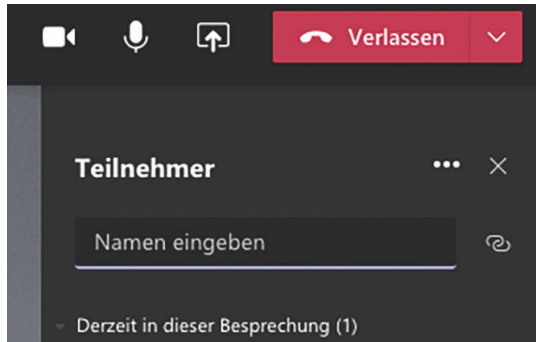 Verlassen
Teilnehmer
Namen eingeben
Derzeit in dieser Besprechung (1)